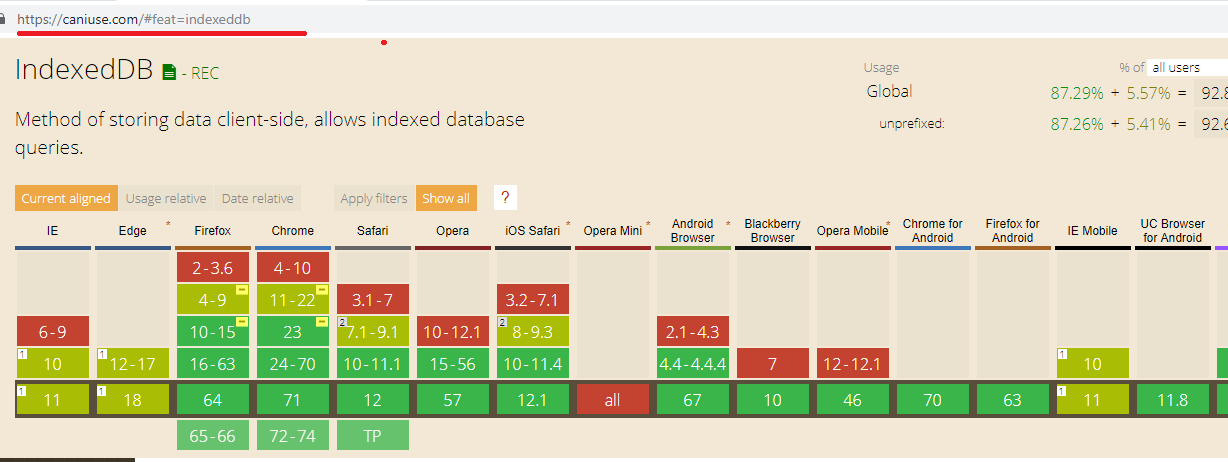 https://caniuse.com/#feat=indexeddb
IndexedDB - REC
Usage % of all users
Global 87.29% + 5.57% = 92.8
unprefixed: 87.26% + 5.41% = 92.6
Method of storing data client-side, allows indexed database
queries.
Current aligned Usage relative Date relative Apply filters Show all ?
IE Edge * Firefox Chrome Safari Opera iOS Safari * Opera Mini * Android Browser * Blackberry Browser Opera Mobile * Chrome for Android Firefox for Android IE Mobile UC Browser for Android
2-3.6 4-10
4-9 11-22 3.1-7 3.2-7.1
6-9 10-15 23 2 7.1-9.1 10-12.1 2 8-9.3 2.1-4.3
1 10 1 12-17 16-63 24-70 10-11.1 15-56 10-11.4 4.4-4.4.4 7 12-12.1 1 10
1 11 1 18 64 71 12 57 12.1 all 67 10 46 70 63 1 11 11.8
65-66 72-74 TP